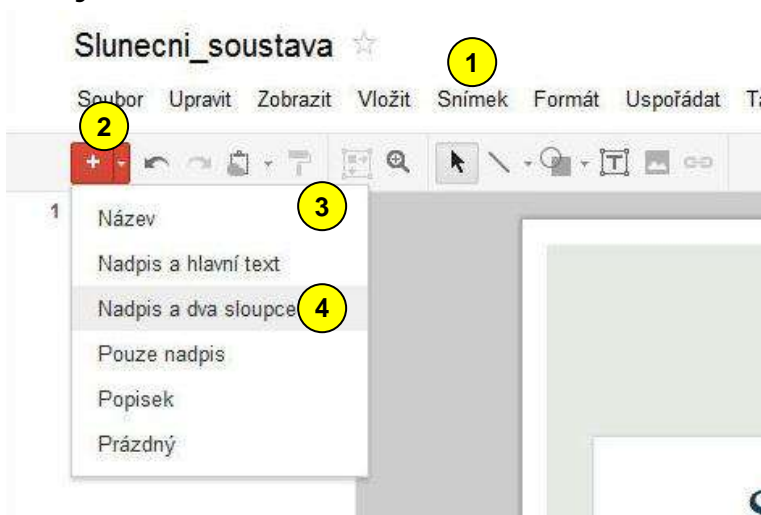 Slunecni_soustava
1
Soubor Upravit Zobrazit Vložit Snímek Formát Uspořádat
2
1
Název
3
Nadpis a hlavní text
Nadpis a dva sloupce 4
Pouze nadpis
Popisek
Prázdný